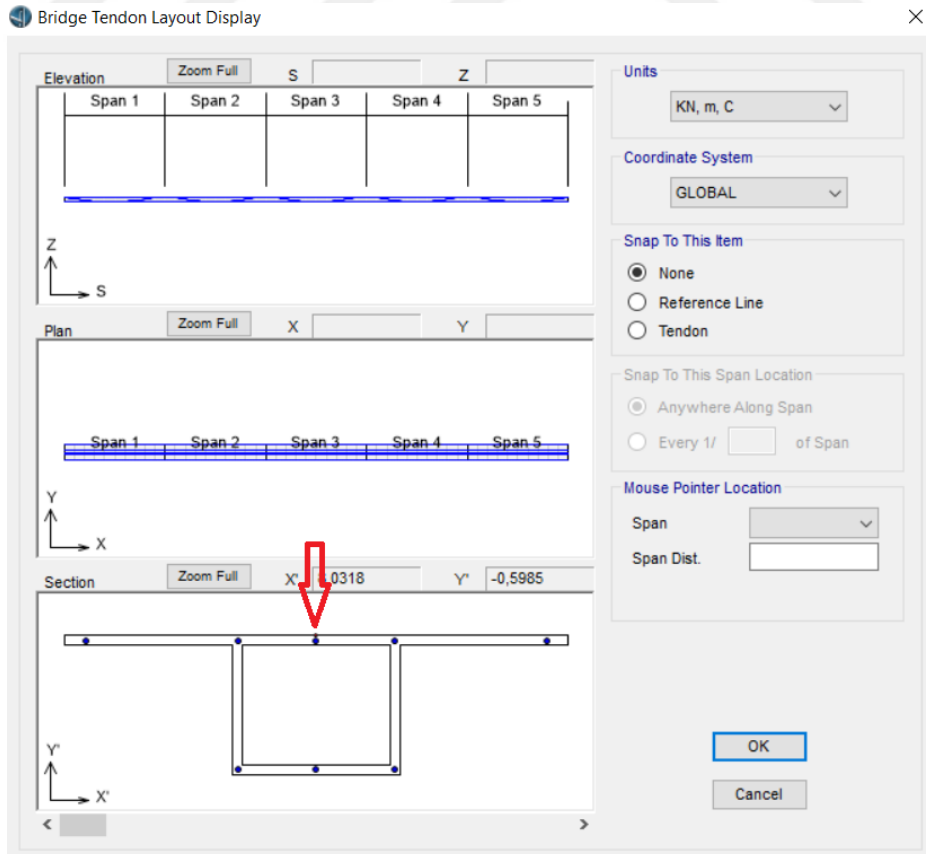 Bridge Tendon Layout Display
Elevation
Zoom Full
S
Z
Span 1 Span 2 Span 3 Span 4 Span 5
Z
S
Plan
Zoom Full
X
Y
Span 1 Span 2 Span 3 Span 4 Span 5
Y
X
Section
Zoom Full
X'
Y' -0,5985
Y'
X'
Units
KN, m, C
Coordinate System
GLOBAL
Snap To This Item
None
Reference Line
Tendon
Snap To This Span Location
Anywhere Along Span
Every 1/ of Span
Mouse Pointer Location
Span
Span Dist.
OK
Cancel